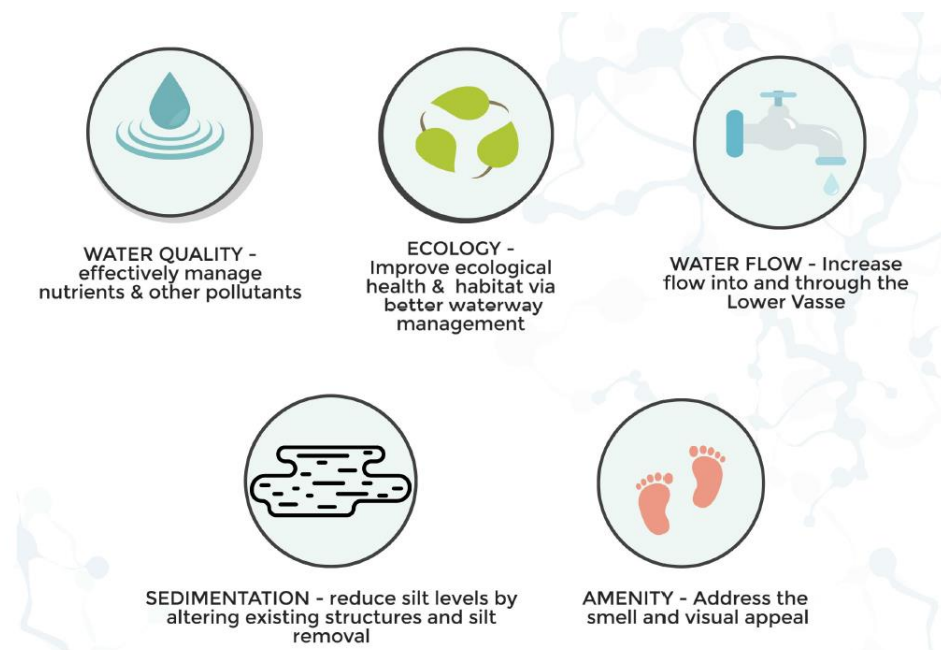 WATER QUALITY -
effectively manage
nutrients & other pollutants
ECOLOGY -
Improve ecological
health & habitat via
better waterway
management
WATER FLOW - Increase
flow into and through the
Lower Vasse
SEDIMENTATION - reduce silt levels by
altering existing structures and silt
removal
AMENITY - Address the
smell and visual appeal